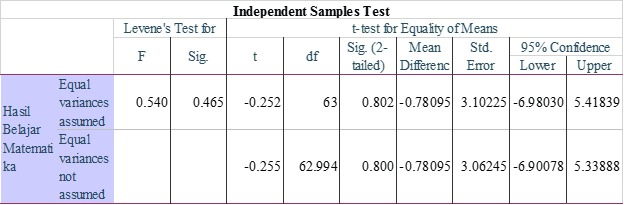 Independent Samples Test
Levene's Test for t-test for Equality of Means
F Sig. t df Sig. (2- tailed) Mean Differenc Std. Error 95% Confidence
Lower Upper
Hasil Belajar Matemati ka
Equal variances assumed 0.540 0.465 -0.252 63 0.802 -0.78095 3.10225 -6.98030 5.41839
Equal variances not assumed -0.255 62.994 0.800 -0.78095 3.06245 -6.90078 5.33888